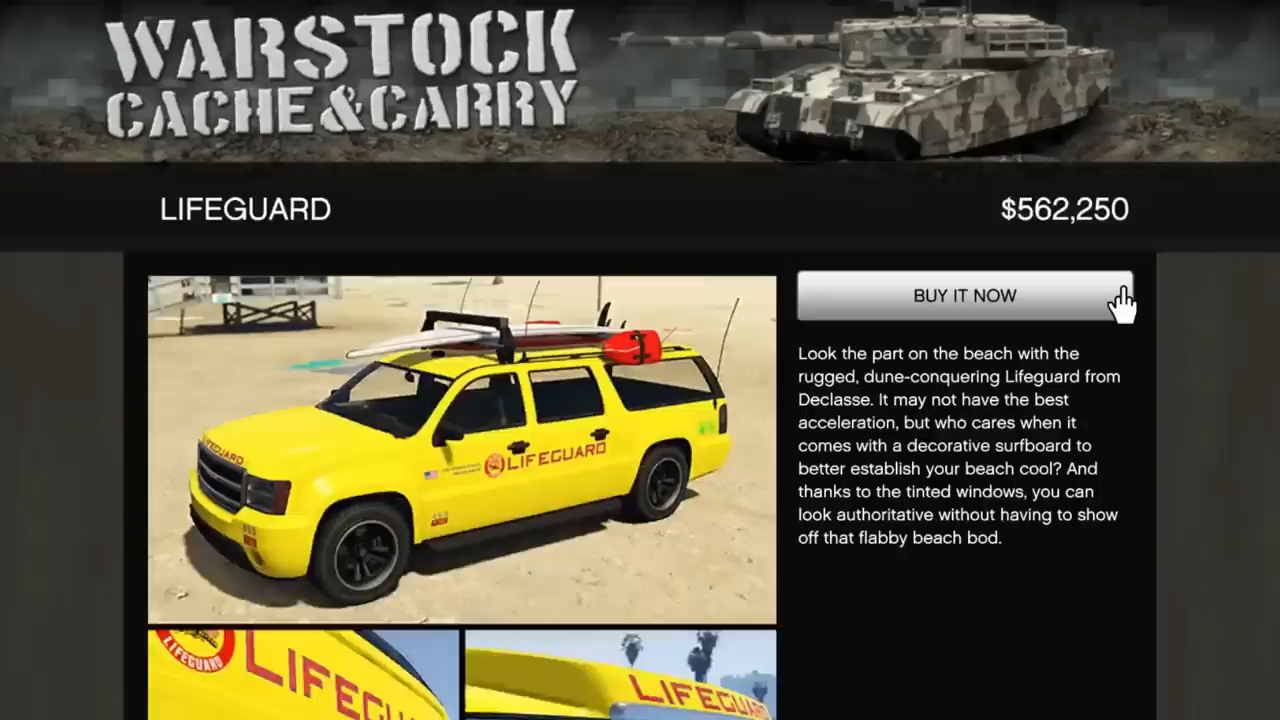 WARSTOCK
CACHE&CARRY
LIFEGUARD
$562,250
BUY IT NOW
Look the part on the beach with the
rugged, dune-conquering Lifeguard from
Declasse. It may not have the best
acceleration, but who cares when it
comes with a decorative surfboard to
better establish your beach cool? And
thanks to the tinted windows, you can
look authoritative without having to show
off that flabby beach bod.
LIFEGUARD
LIFEGUARD
LIFEGUARD
LIFEGU
LIFEGUARD